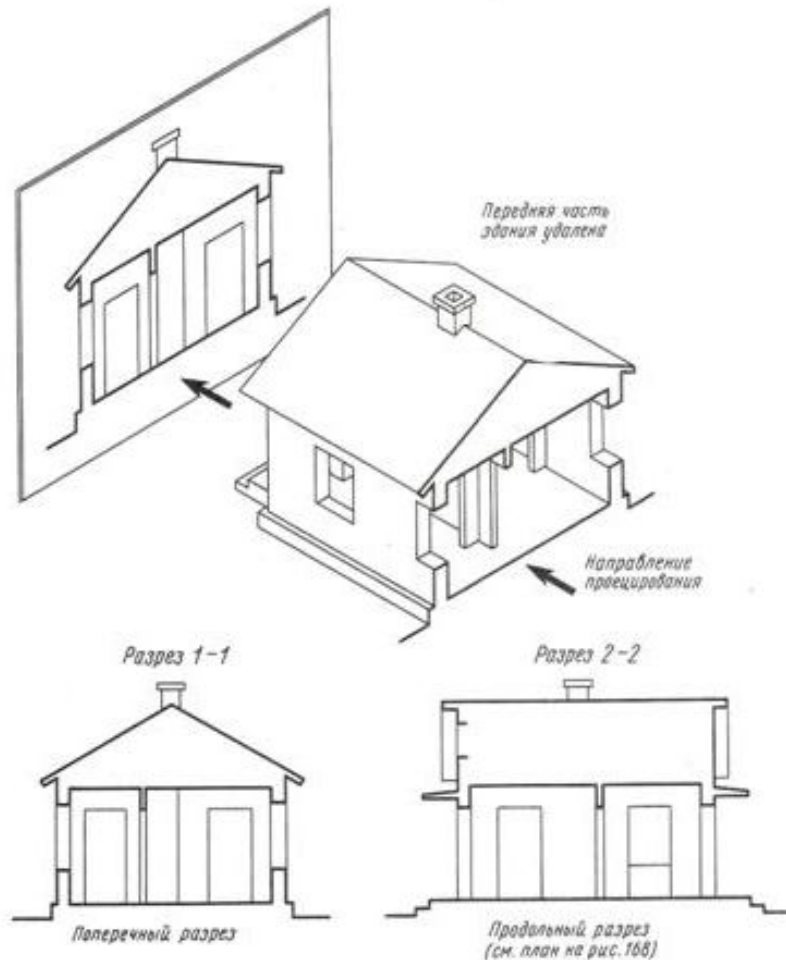 Передняя часть
здания удалена
Направление
проецирования
Разрез 1-1
Разрез 2-2
Поперечный разрез
Продольный разрез
(см. план на рис. 168)